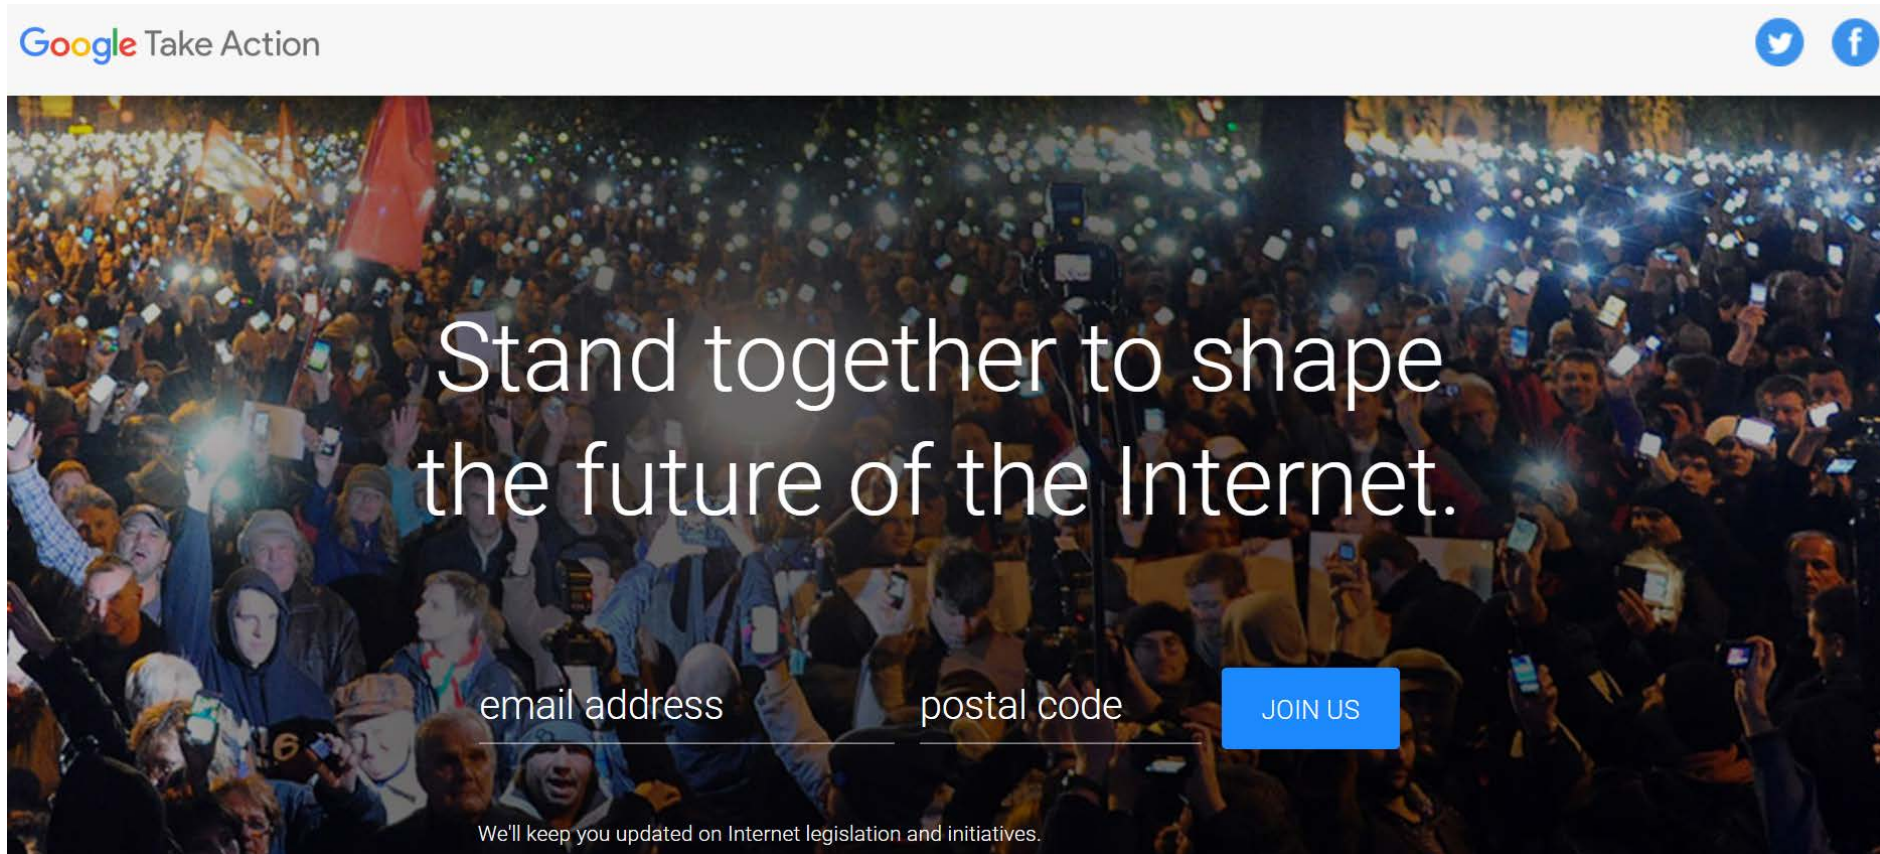 Google Take Action
Stand together to shape
the future of the Internet.
email address
postal code
JOIN US
We'll keep you updated on Internet legislation and initiatives.